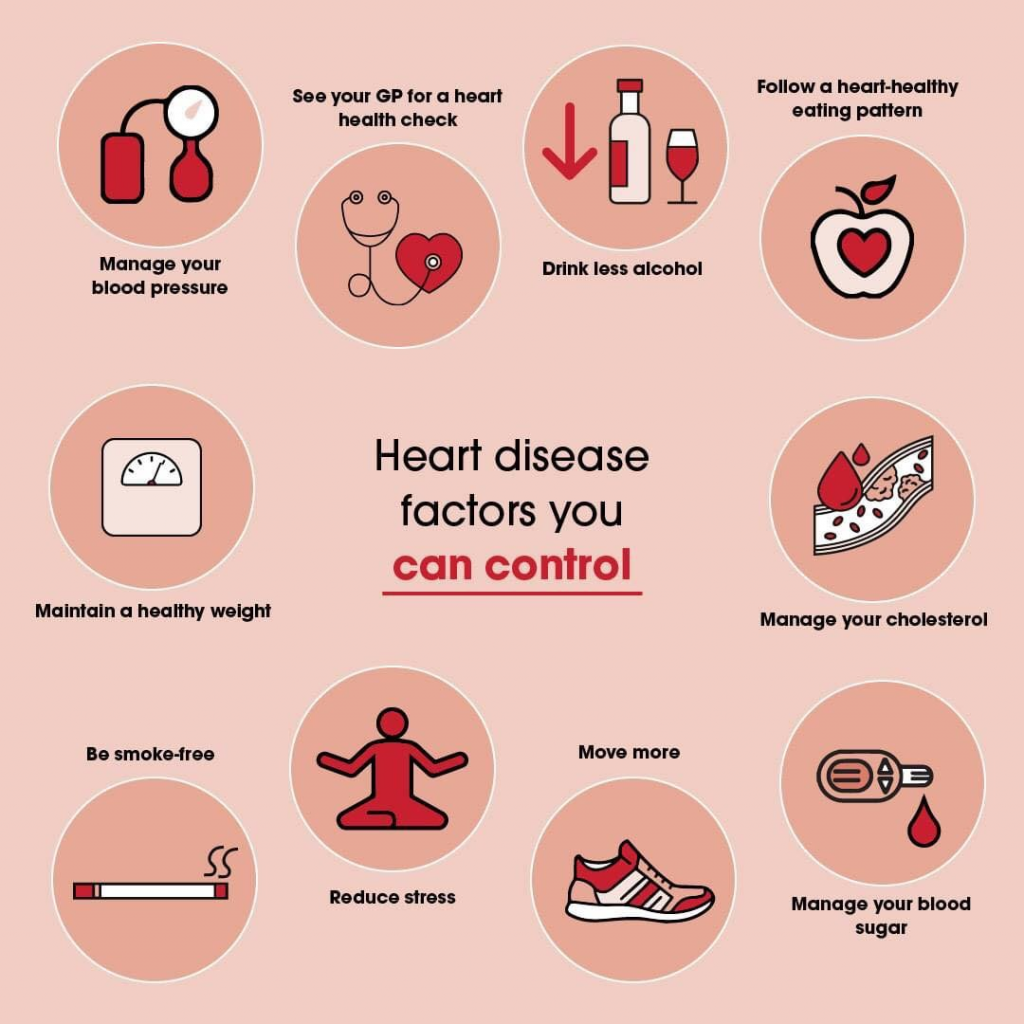 See your GP for a heart
health check
Follow a heart-healthy
eating pattern
Manage your
blood pressure
Drink less alcohol
Heart disease
factors you
can control
Maintain a healthy weight
Manage your cholesterol
Be smoke-free
Reduce stress
Move more
Manage your blood
sugar